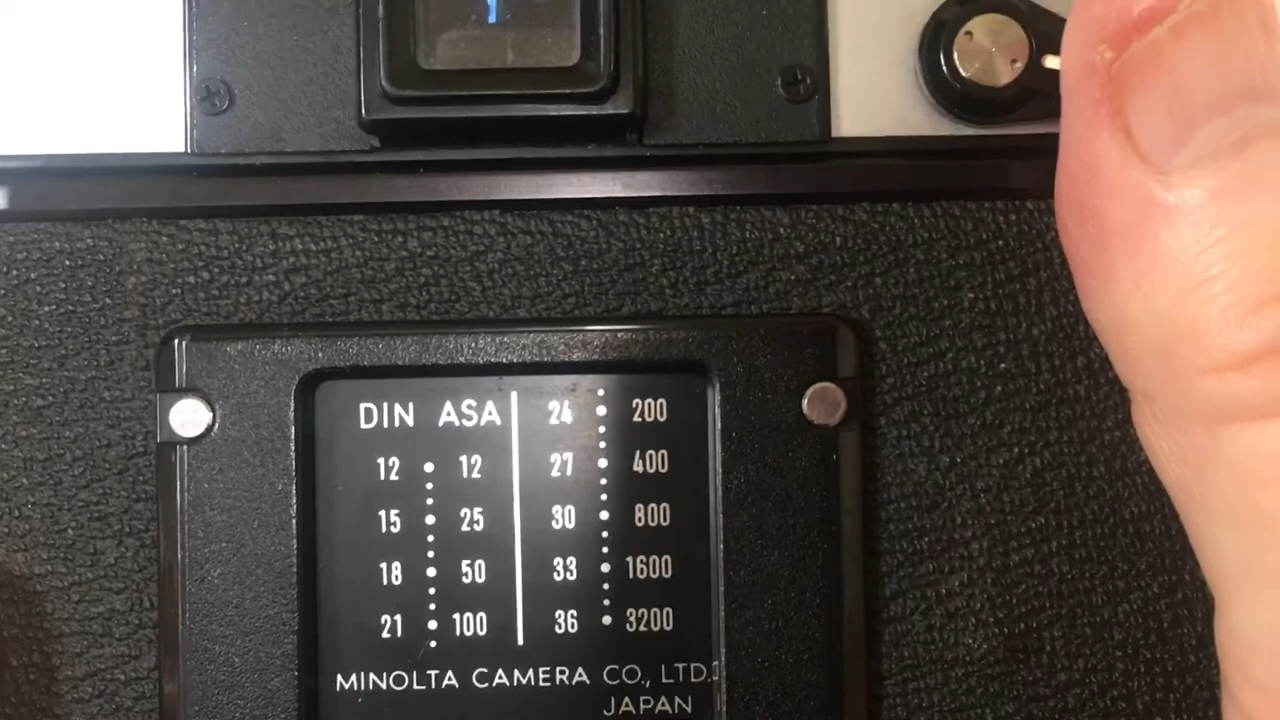 DIN ASA 24 200
12 12 27 400
15 25 30 800
18 50 33 1600
21 100 36 3200
MINOLTA CAMERA CO., LTD.
JAPAN